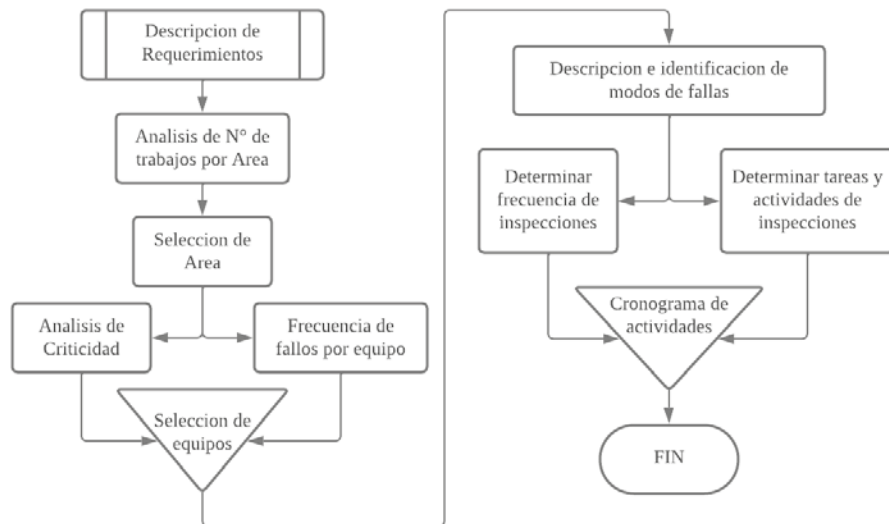 Descripcion de
Requerimientos
Analisis de N° de
trabajos por Area
Seleccion de
Area
Analisis de
Criticidad
Frecuencia de
fallos por equipo
Seleccion de
equipos
Descripcion e identificacion de
modos de fallas
Determinar
frecuencia de
inspecciones
Determinar tareas y
actividades de
inspecciones
Cronograma de
actividades
FIN